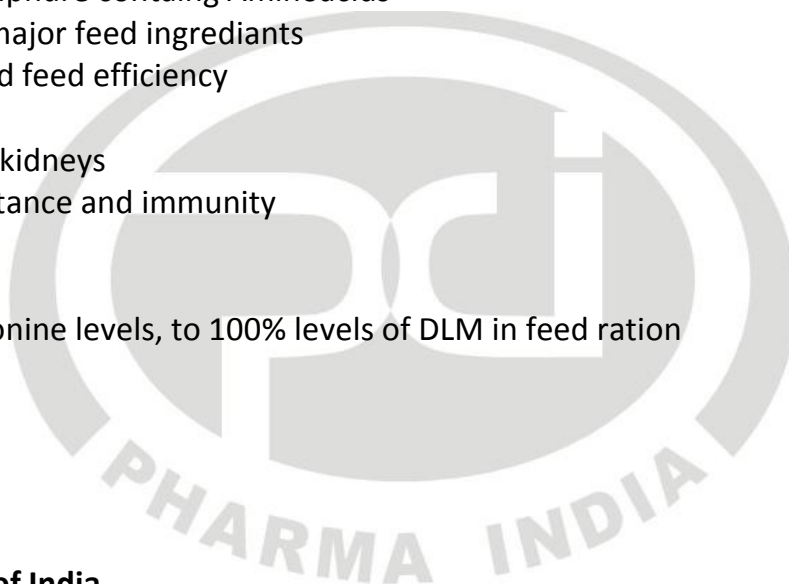 major feed ingrediants
d feed efficiency
kidneys
tance and immunity
onine levels, to 100% levels of DLM in feed ration
pci
PHARMA INDIA
of India